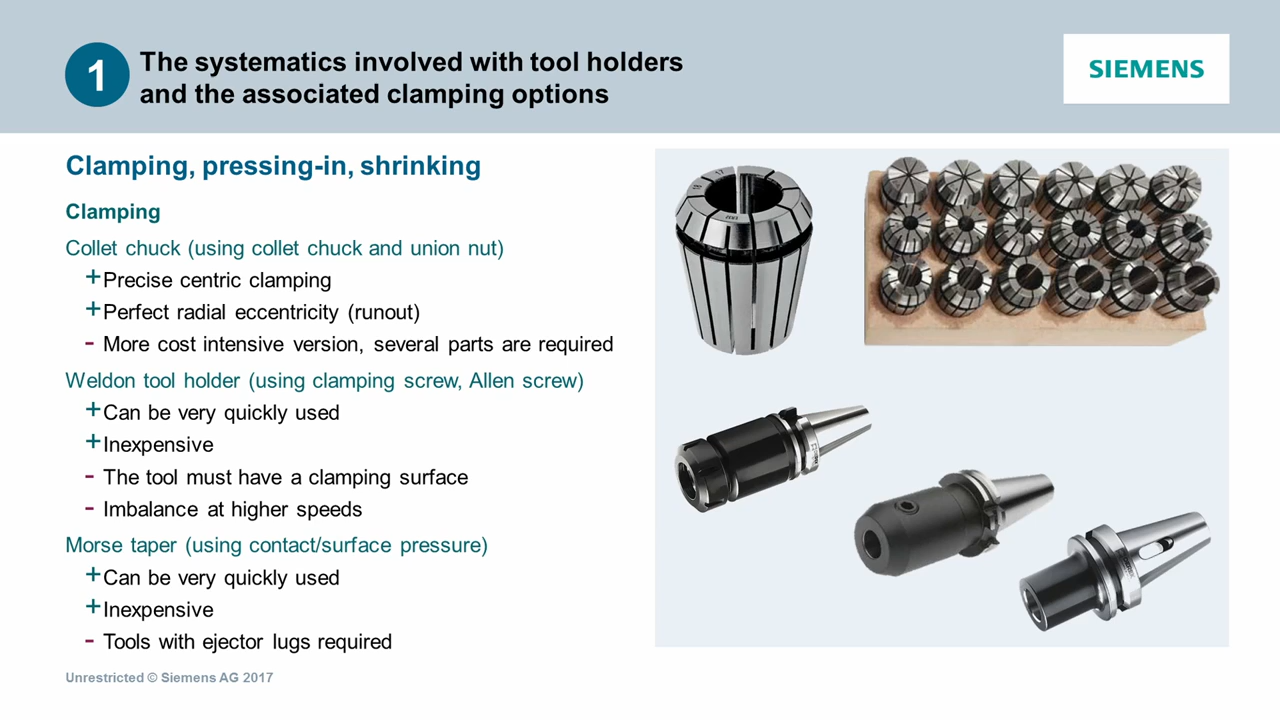 1
The systematics involved with tool holders
and the associated clamping options
SIEMENS
Clamping, pressing-in, shrinking
Clamping
Collet chuck (using collet chuck and union nut)
+Precise centric clamping
+Perfect radial eccentricity (runout)
- More cost intensive version, several parts are required
Weldon tool holder (using clamping screw, Allen screw)
+Can be very quickly used
+Inexpensive
- The tool must have a clamping surface
- Imbalance at higher speeds
Morse taper (using contact/surface pressure)
+Can be very quickly used
+Inexpensive
- Tools with ejector lugs required
Unrestricted © Siemens AG 2017